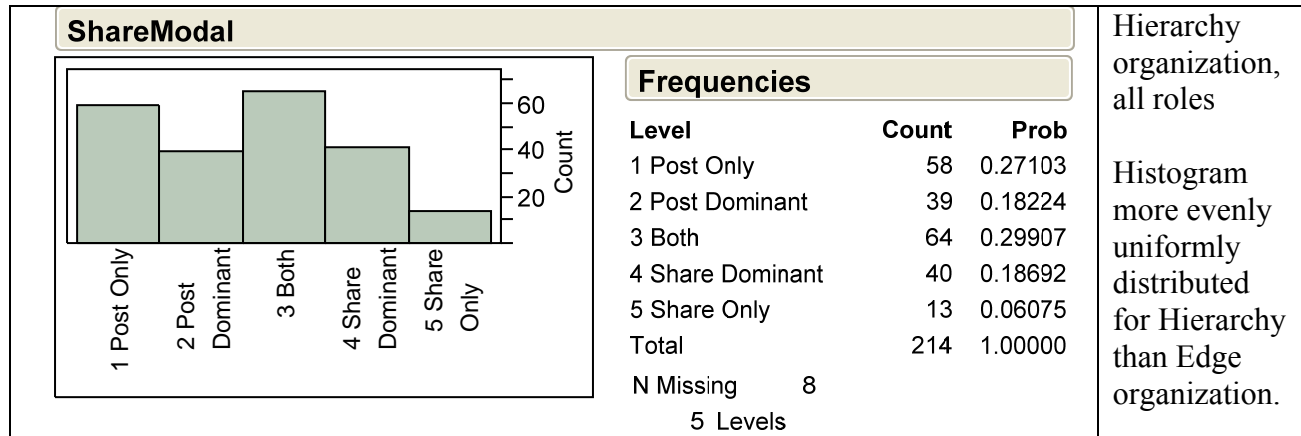 ShareModal
60
40
20
Count
1 Post Only
2 Post
Dominant
3 Both
4 Share
Dominant
5 Share
Only
Frequencies
Level Count Prob
1 Post Only 58 0.27103
2 Post Dominant 39 0.18224
3 Both 64 0.29907
4 Share Dominant 40 0.18692
5 Share Only 13 0.06075
Total 214 1.00000
N Missing 8
5 Levels
Hierarchy
organization,
all roles
Histogram
more evenly
uniformly
distributed
for Hierarchy
than Edge
organization.